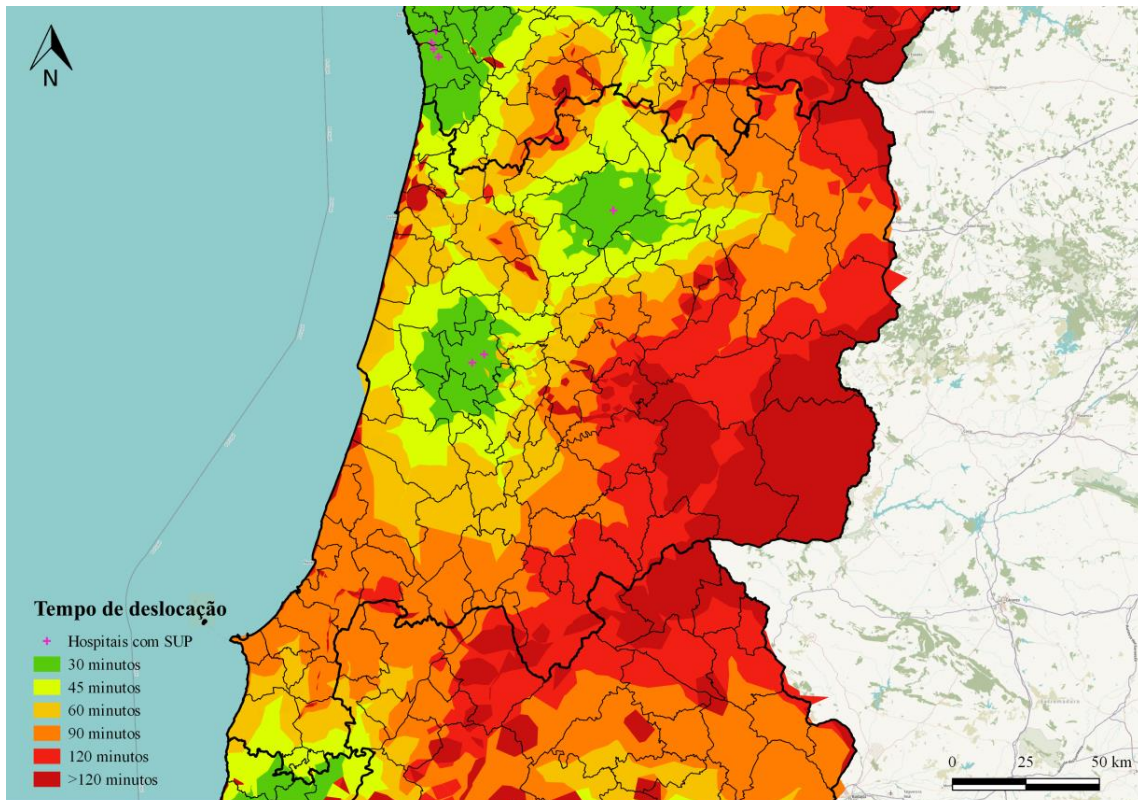 N
Tempo de deslocação
Hospitais com SUP
30 minutos
45 minutos
60 minutos
90 minutos
120 minutos
>120 minutos
0 25 50 km